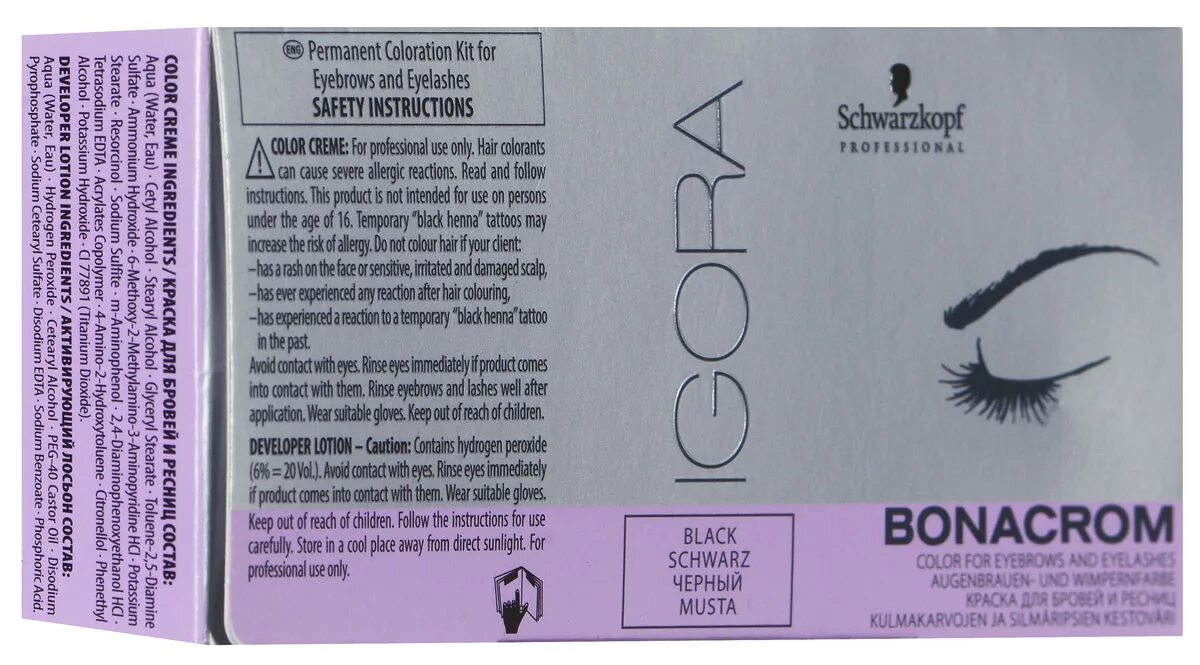 COLOR CREME INGREDIENTS / КРАСКА ДЛЯ БРОВЕЙ И РЕСНИЦ СОСТАВ:
Aqua (Water, Eau) · Cetyl Alcohol · Stearyl Alcohol · Glyceryl Stearate · Toluene-2,5-Diamine
Sulfate · Ammonium Hydroxide · 6-Methoxy-2-Methylamino-3-Aminopyridine HCl · Potassium
Stearate · Resorcinol · Sodium Sulfite · m-Aminophenol · 2,4-Diaminophenoxyethanol HCl ·
Tetrasodium EDTA · Acrylates Copolymer · 4-Amino-2-Hydroxytoluene · Citronellol · Phenethyl
Alcohol · Potassium Hydroxide · CI 77891 (Titanium Dioxide).
DEVELOPER LOTION INGREDIENTS / АКТИВИРУЮЩИЙ ЛОСЬОН СОСТАВ:
Aqua (Water, Eau) · Hydrogen Peroxide · Cetearyl Alcohol · PEG-40 Castor Oil · Disodium
Pyrophosphate · Sodium Cetearyl Sulfate · Disodium EDTA · Sodium Benzoate · Phosphoric Acid.
ENG Permanent Coloration Kit for
Eyebrows and Eyelashes
SAFETY INSTRUCTIONS
COLOR CREME: For professional use only. Hair colorants
can cause severe allergic reactions. Read and follow
instructions. This product is not intended for use on persons
under the age of 16. Temporary "black henna" tattoos may
increase the risk of allergy. Do not colour hair if your client:
–has a rash on the face or sensitive, irritated and damaged scalp,
–has ever experienced any reaction after hair colouring,
–has experienced a reaction to a temporary "black henna" tattoo
in the past.
Avoid contact with eyes. Rinse eyes immediately if product comes
into contact with them. Rinse eyebrows and lashes well after
application. Wear suitable gloves. Keep out of reach of children.
DEVELOPER LOTION – Caution: Contains hydrogen peroxide
(6% = 20 Vol.). Avoid contact with eyes. Rinse eyes immediately
if product comes into contact with them. Wear suitable gloves.
Keep out of reach of children. Follow the instructions for use
carefully. Store in a cool place away from direct sunlight. For
professional use only.
IGORA
BLACK
SCHWARZ
ЧЕРНЫЙ
MUSTA
Schwarzkopf
PROFESSIONAL
BONACROM
COLOR FOR EYEBROWS AND EYELASHES
AUGENBRAUEN- UND WIMPERNFARBE
КРАСКА ДЛЯ БРОВЕЙ И РЕСНИЦ
KULMAKARVOJEN JA SILMÄRIPSIEN KESTOVÄRI